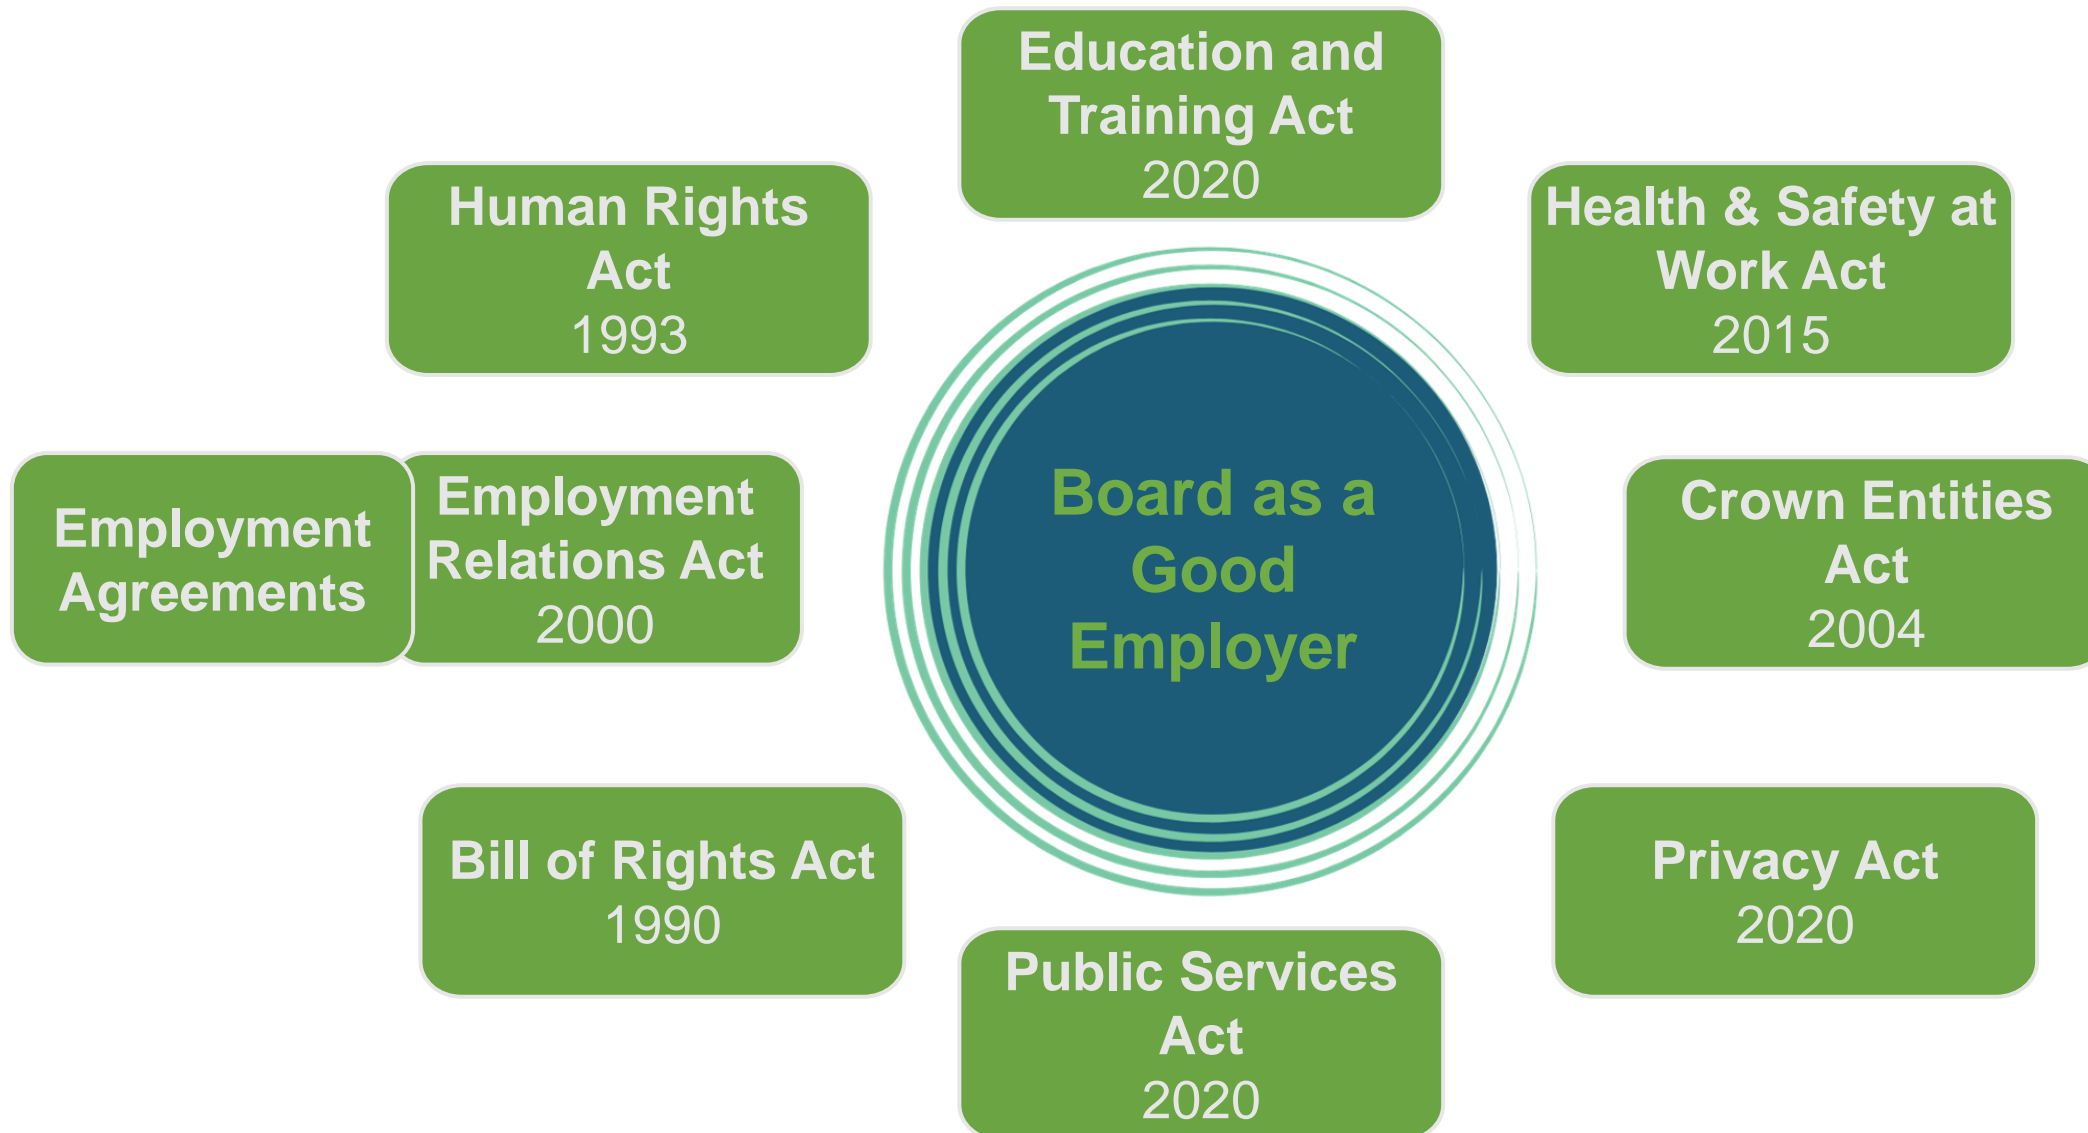 Education and
Training Act
2020
Human Rights
Act
1993
Health & Safety at
Work Act
2015
Employment
Agreements
Employment
Relations Act
2000
Board as a
Good
Employer
Crown Entities
Act
2004
Bill of Rights Act
1990
Privacy Act
2020
Public Services
Act
2020